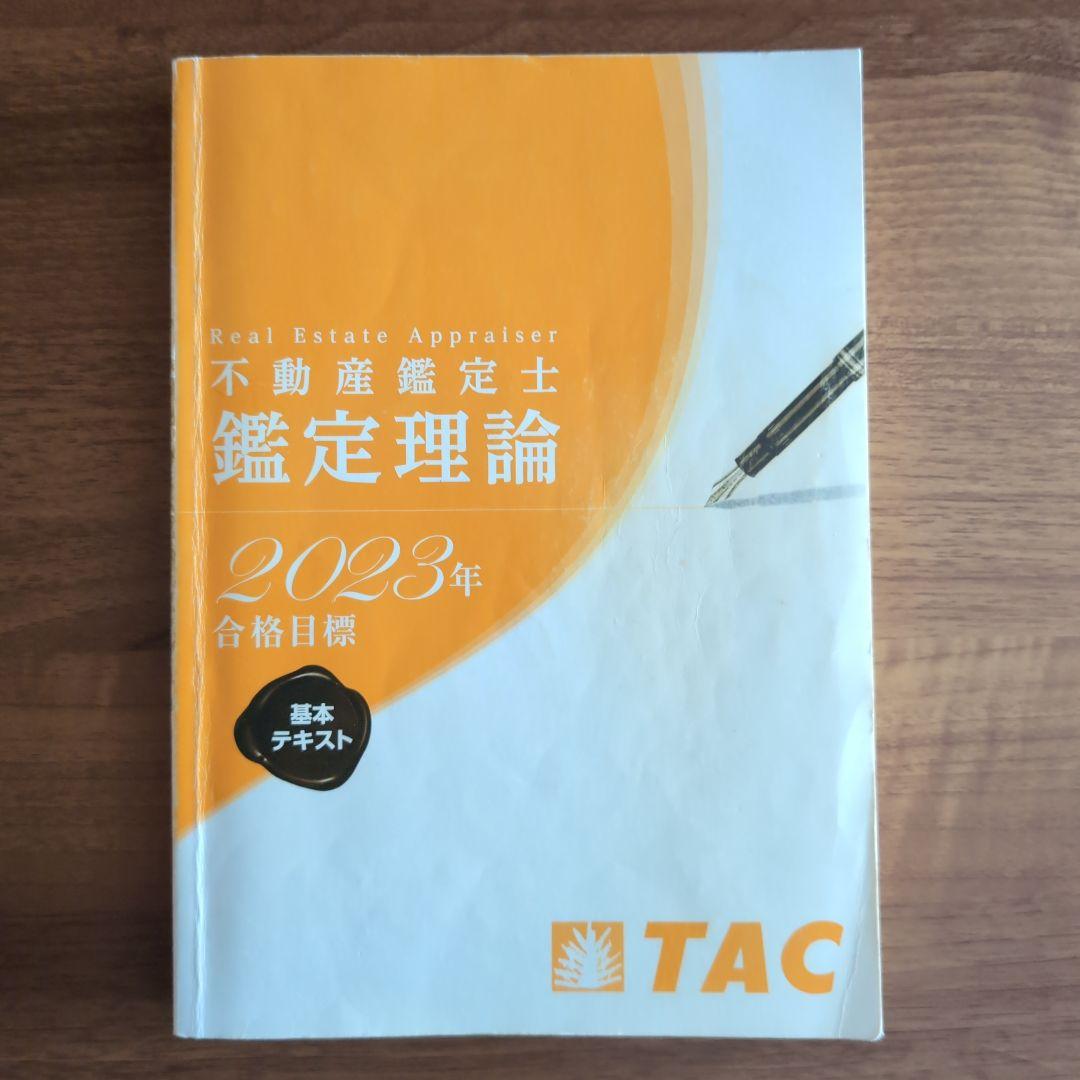 Real Estate Appraiser
不動産鑑定士
鑑定理論
2023年
合格目標
基本
テキスト
TAC